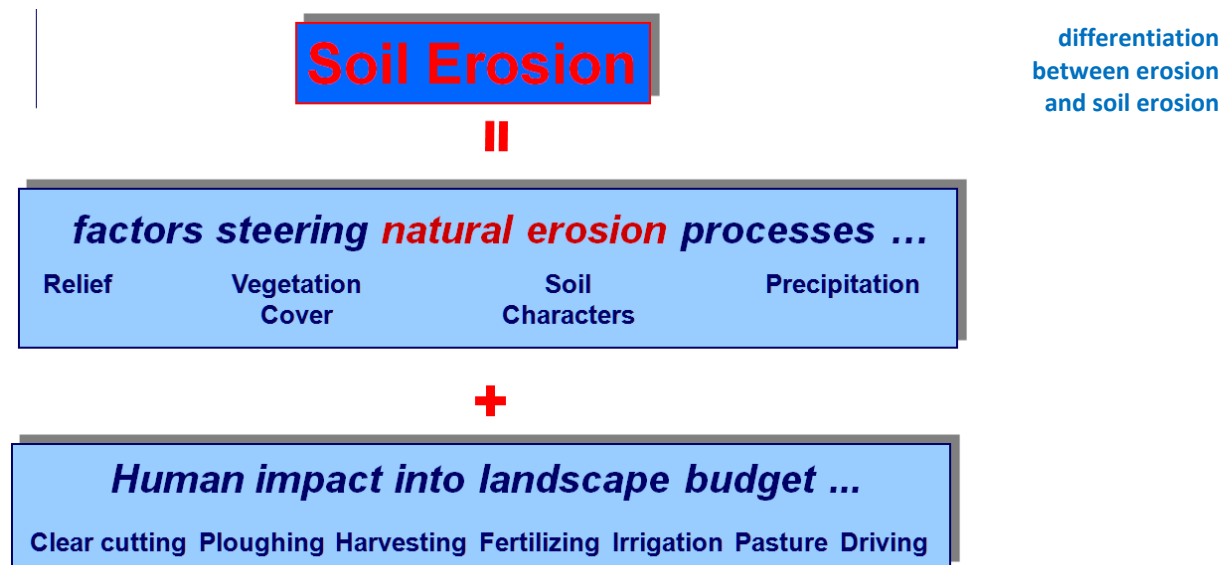 Soil Erosion
differentiation
between erosion
and soil erosion
=
factors steering natural erosion processes ...
Relief Vegetation Cover Soil Characters Precipitation
+
Human impact into landscape budget ...
Clear cutting Ploughing Harvesting Fertilizing Irrigation Pasture Driving